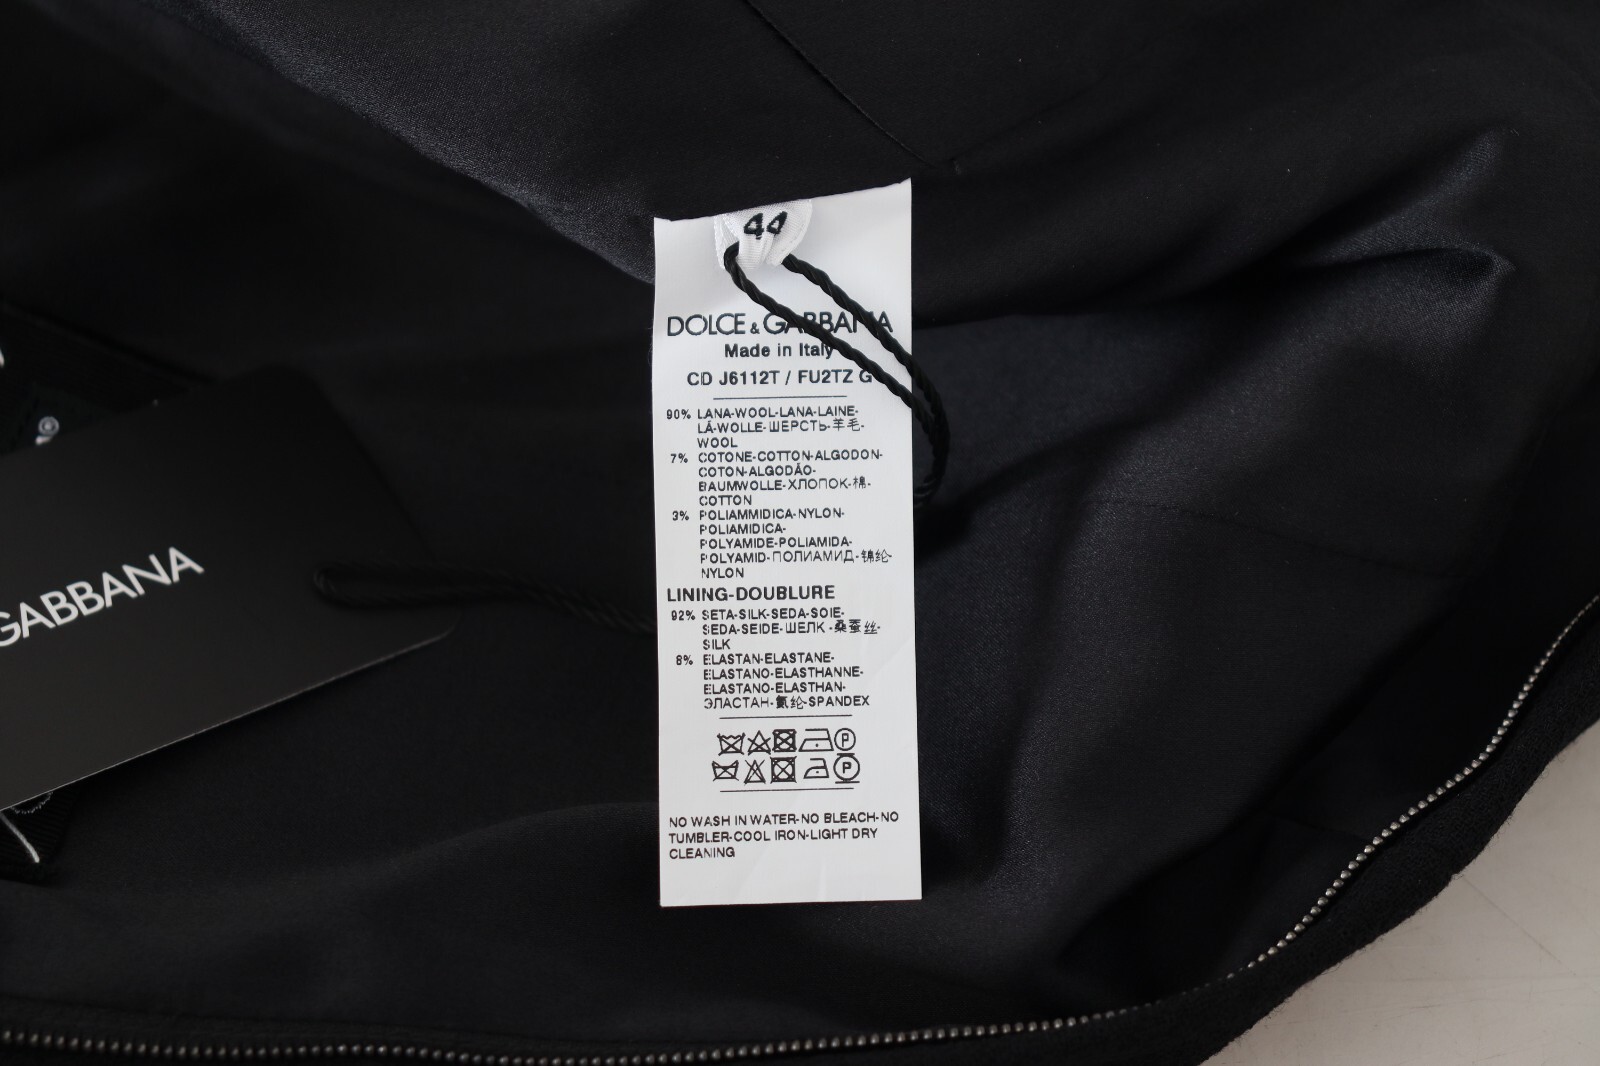 44
DOLCE & GABBANA
Made in Italy
CD J6112T / FU2TZ G
90% LANA-WOOL-LANA-LAINE-
LÃ-WOLLE-ШЕРСТЬ-羊毛-
WOOL
7% COTONE-COTTON-ALGODON-
COTON-ALGODÃO-
BAUMWOLLE-ХЛОПОК-棉-
COTTON
3% POLIAMMIDICA-NYLON-
POLIAMIDICA-
POLYAMIDE-POLIAMIDA-
POLYAMID-ПОЛИАМИД-锦纶-
NYLON
LINING-DOUBLURE
92% SETA-SILK-SEDA-SOIE-
SEDA-SEIDE-ШЕЛК-桑蚕丝-
SILK
8% ELASTAN-ELASTANE-
ELASTANO-ELASTHANNE-
ELASTANO-ELASTHAN-
ЭЛАСТАН-氨纶-SPANDEX
P
P
NO WASH IN WATER-NO BLEACH-NO
TUMBLER-COOL IRON-LIGHT DRY
CLEANING
GABBANA
®